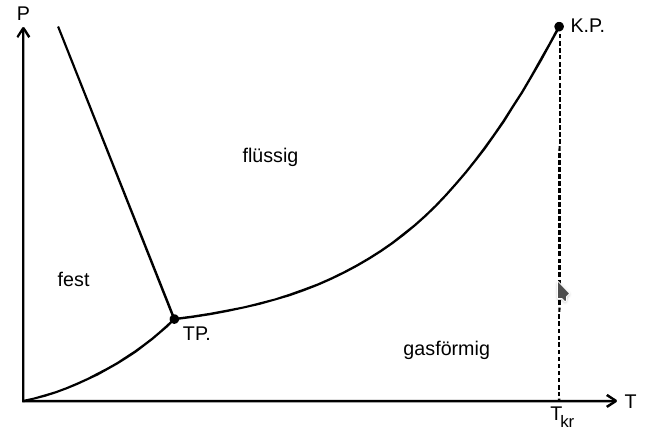 P
K.P.
flüssig
fest
TP.
gasförmig
T
Tkr